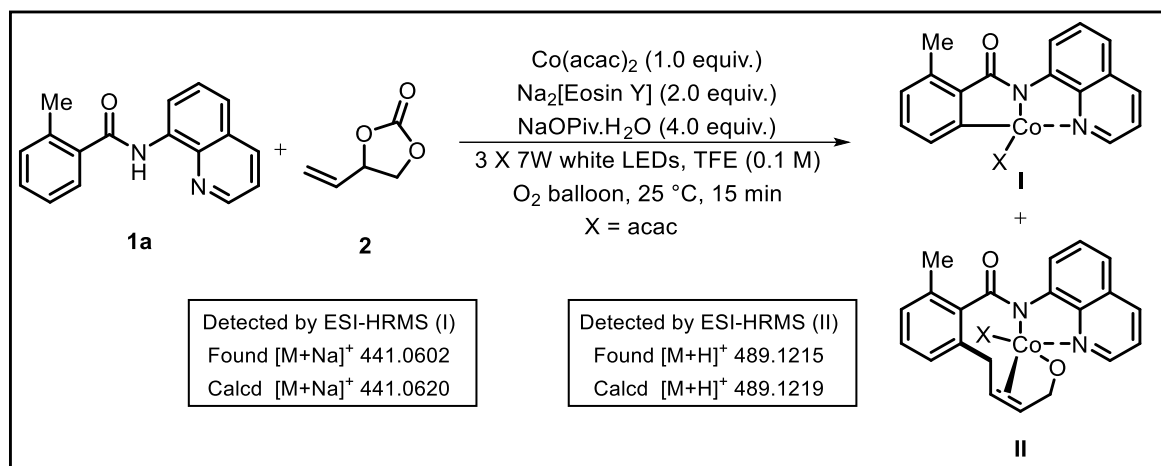 Me
O
N
H
N
1a
+
O
O
O
2
Co(acac)2 (1.0 equiv.)
Na2[Eosin Y] (2.0 equiv.)
NaOPiv.H2O (4.0 equiv.)
3 X 7W white LEDs, TFE (0.1 M)
O2 balloon, 25 °C, 15 min
X = acac
Me
O
N
Co
N
X
I
+
Me
O
N
X
Co
N
O
II
Detected by ESI-HRMS (I)
Found [M+Na]+ 441.0602
Calcd [M+Na]+ 441.0620
Detected by ESI-HRMS (II)
Found [M+H]+ 489.1215
Calcd [M+H]+ 489.1219